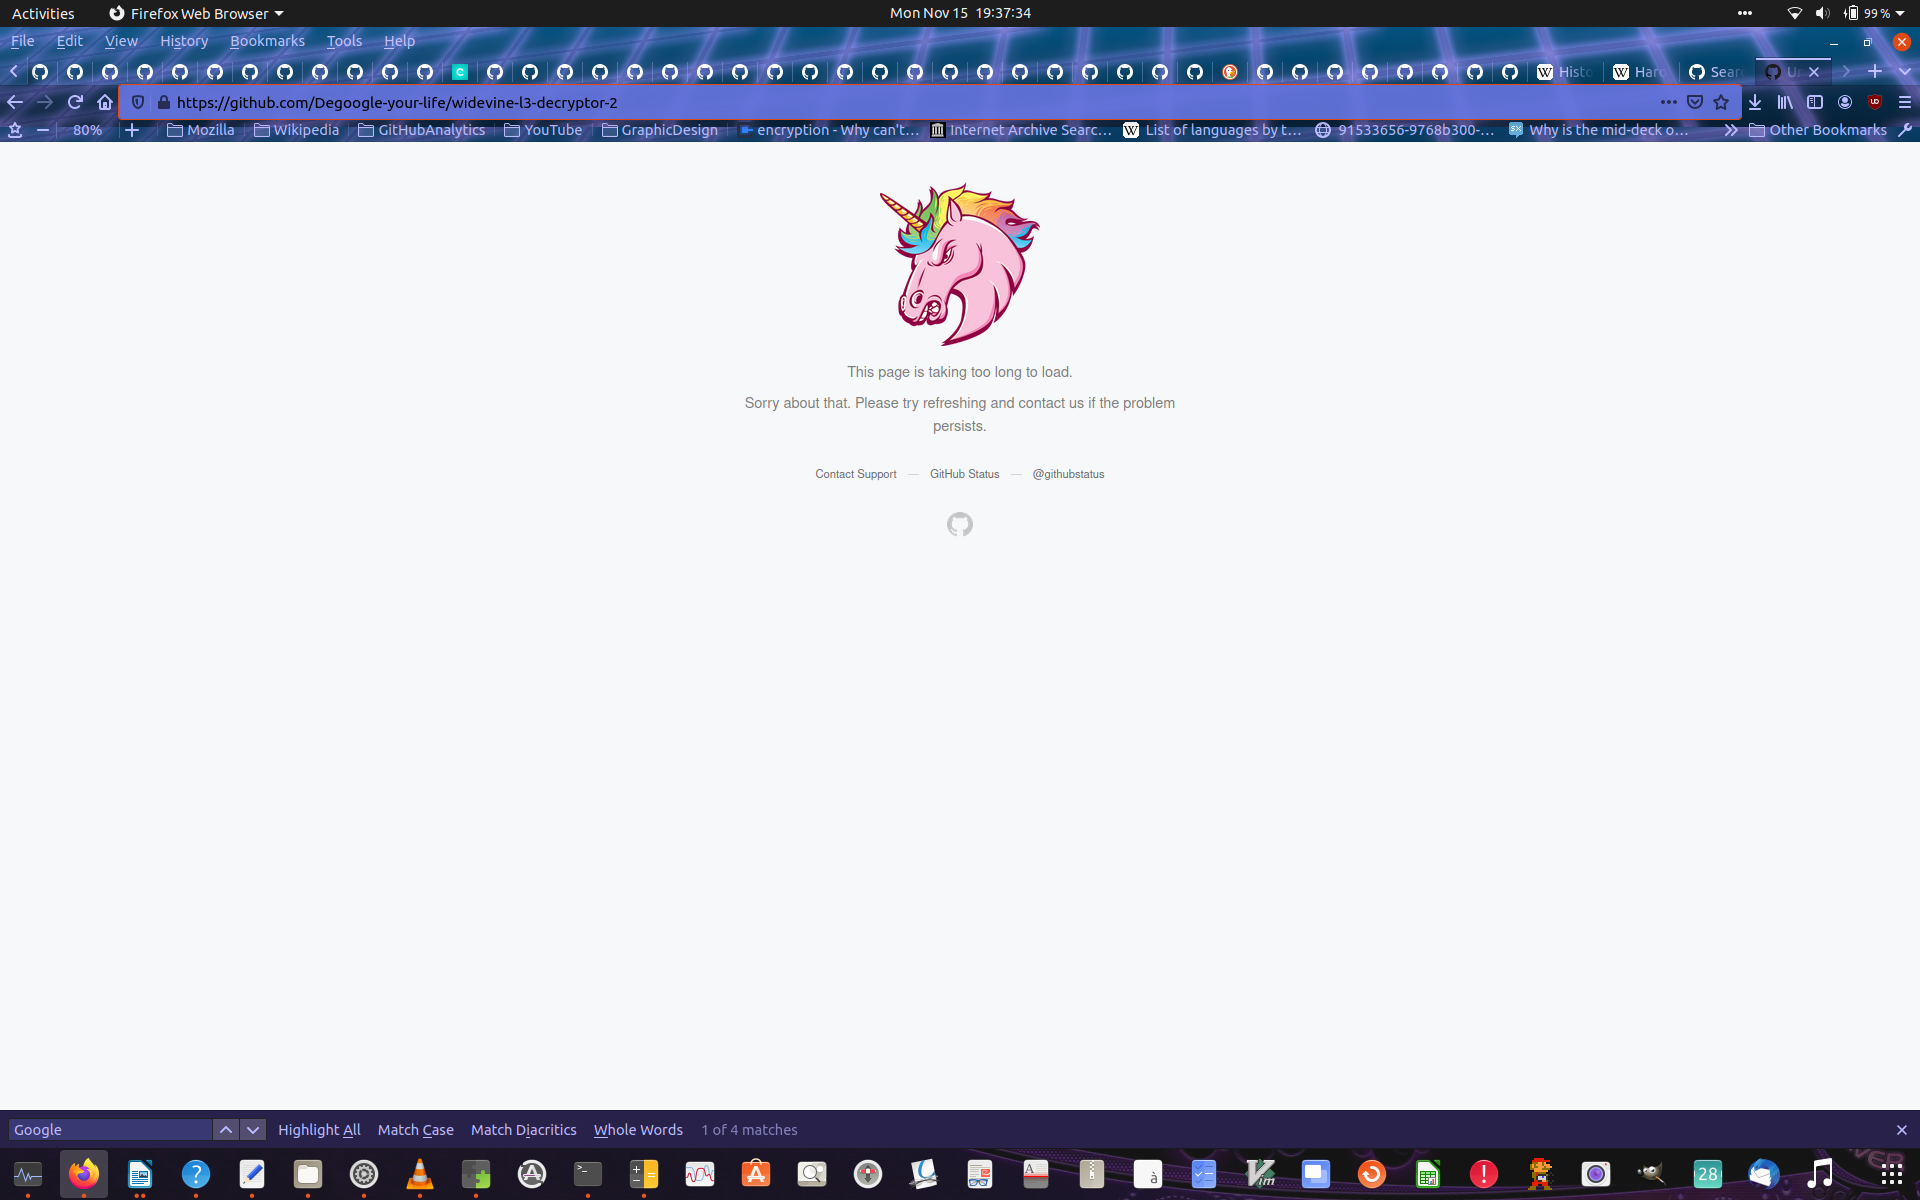 Activities Firefox Web Browser Mon Nov 15 19:37:34 99 %
File Edit View History Bookmarks Tools Help
C W Histo W Hard Sear Un
https://github.com/Degoogle-your-life/widevine-l3-decryptor-2
80% Mozilla Wikipedia GitHubAnalytics YouTube GraphicDesign encryption - Why can't… Internet Archive Searc… W List of languages by t… 91533656-9768b300-… Why is the mid-deck o… Other Bookmarks
This page is taking too long to load.
Sorry about that. Please try refreshing and contact us if the problem
persists.
Contact Support — GitHub Status — @githubstatus
Google Highlight All Match Case Match Diacritics Whole Words 1 of 4 matches
28